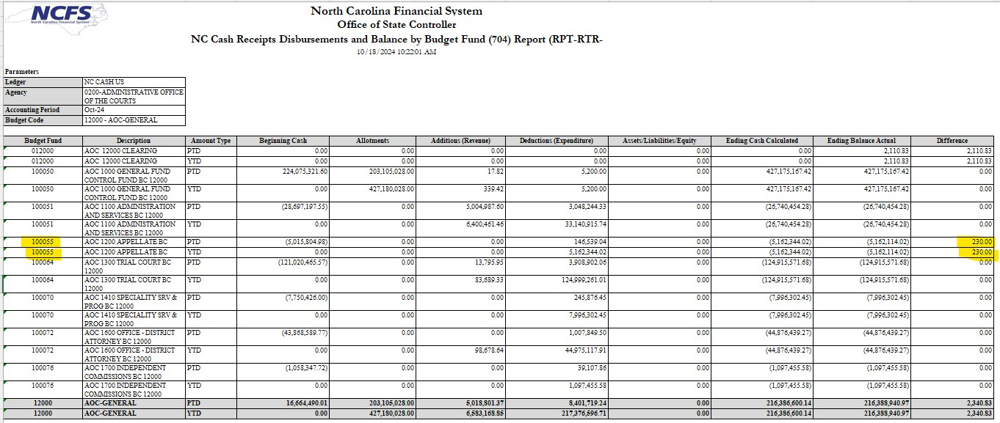 NCFS
North Carolina Financial System
North Carolina Financial System
Office of State Controller
NC Cash Receipts Disbursements and Balance by Budget Fund (704) Report (RPT-RTR-
10/18/2024 10:22:01 AM
Parameters
Ledger NC CASH US
Agency 0200-ADMINISTRATIVE OFFICE
OF THE COURTS
Accounting Period Oct-24
Budget Code 12000 - AOC-GENERAL
Budget Fund Description Amount Type Beginning Cash Allotments Additions (Revenue) Deductions (Expenditure) Assets/Liabilities/Equity Ending Cash Calculated Ending Balance Actual Difference
012000 AOC 12000 CLEARING PTD 0.00 0.00 0.00 0.00 0.00 0.00 2,110.83 2,110.83
012000 AOC 12000 CLEARING YTD 0.00 0.00 0.00 0.00 0.00 0.00 2,110.83 2,110.83
100050 AOC 1000 GENERAL FUND PTD 224,075,321.60 203,105,028.00 17.82 5,200.00 0.00 427,175,167.42 427,175,167.42 0.00
CONTROL FUND BC 12000
100050 AOC 1000 GENERAL FUND YTD 0.00 427,180,028.00 339.42 5,200.00 0.00 427,175,167.42 427,175,167.42 0.00
CONTROL FUND BC 12000
100051 AOC 1100 ADMINISTRATION PTD (28,697,197.55) 0.00 5,004,987.60 3,048,244.33 0.00 (26,740,454.28) (26,740,454.28) 0.00
AND SERVICES BC 12000
100051 AOC 1100 ADMINISTRATION YTD 0.00 0.00 6,400,461.46 33,140,915.74 0.00 (26,740,454.28) (26,740,454.28) 0.00
AND SERVICES BC 12000
100055 AOC 1200 APPELLATE BC PTD (5,015,804.98) 0.00 0.00 146,539.04 0.00 (5,162,344.02) (5,162,114.02) 230.00
100055 AOC 1200 APPELLATE BC YTD 0.00 0.00 0.00 5,162,344.02 0.00 (5,162,344.02) (5,162,114.02) 230.00
100064 AOC 1300 TRIAL COURT BC PTD (121,020,465.57) 0.00 13,795.95 3,908,902.06 0.00 (124,915,571.68) (124,915,571.68) 0.00
12000
100064 AOC 1300 TRIAL COURT BC YTD 0.00 0.00 83,689.33 124,999,261.01 0.00 (124,915,571.68) (124,915,571.68) 0.00
12000
100070 AOC 1410 SPECIALITY SRV & PTD (7,750,426.00) 0.00 0.00 245,876.45 0.00 (7,996,302.45) (7,996,302.45) 0.00
PROG BC 12000
100070 AOC 1410 SPECIALITY SRV & YTD 0.00 0.00 0.00 7,996,302.45 0.00 (7,996,302.45) (7,996,302.45) 0.00
PROG BC 12000
100072 AOC 1600 OFFICE - DISTRICT PTD (43,868,589.77) 0.00 0.00 1,007,849.50 0.00 (44,876,439.27) (44,876,439.27) 0.00
ATTORNEY BC 12000
100072 AOC 1600 OFFICE - DISTRICT YTD 0.00 0.00 98,678.64 44,975,117.91 0.00 (44,876,439.27) (44,876,439.27) 0.00
ATTORNEY BC 12000
100076 AOC 1700 INDEPENDENT PTD (1,058,347.72) 0.00 0.00 39,107.86 0.00 (1,097,455.58) (1,097,455.58) 0.00
COMMISSIONS BC 12000
100076 AOC 1700 INDEPENDENT YTD 0.00 0.00 0.00 1,097,455.58 0.00 (1,097,455.58) (1,097,455.58) 0.00
COMMISSIONS BC 12000
12000 AOC-GENERAL PTD 16,664,490.01 203,105,028.00 5,018,801.37 8,401,719.24 0.00 216,386,600.14 216,388,940.97 2,340.83
12000 AOC-GENERAL YTD 0.00 427,180,028.00 6,583,168.85 217,376,596.71 0.00 216,386,600.14 216,388,940.97 2,340.83